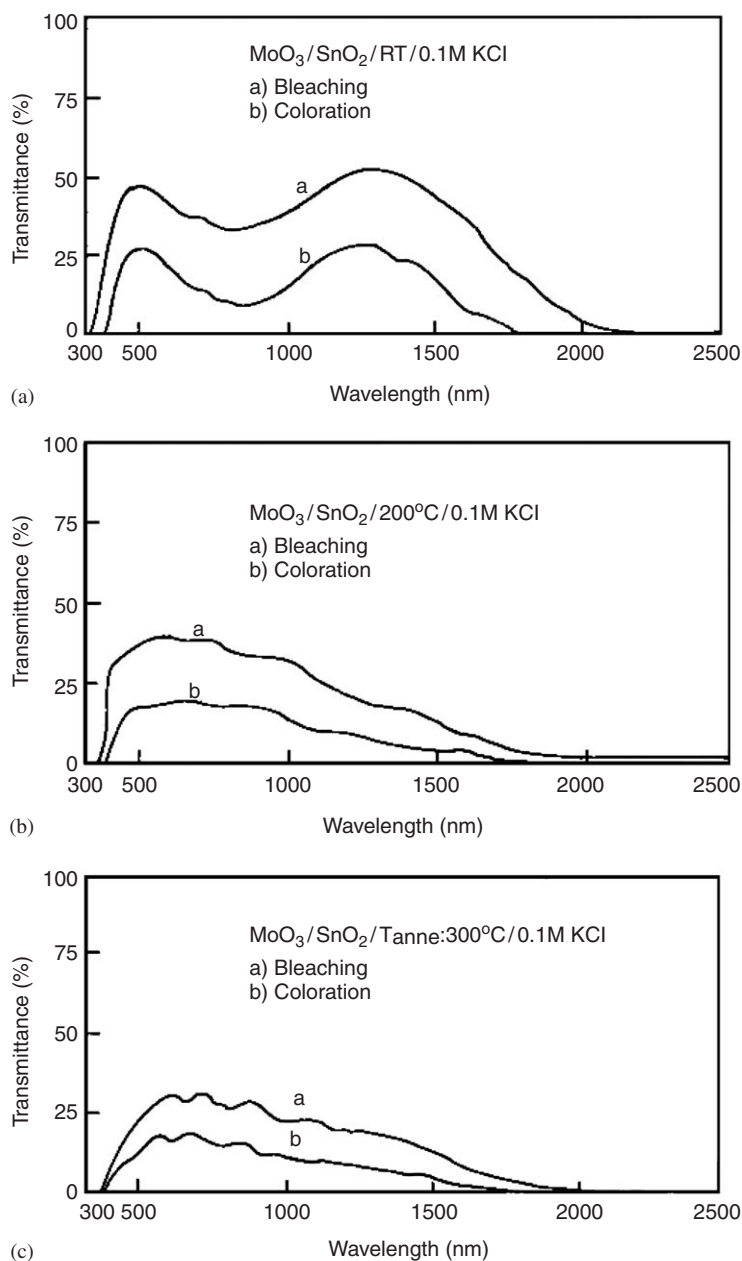 100
75
50
25
0
Transmittance (%)
MoO₃/SnO₂/RT/0.1M KCl
a) Bleaching
b) Coloration
a
b
300 500 1000 1500 2000 2500
Wavelength (nm)
(a)
100
75
50
25
0
Transmittance (%)
MoO₃/SnO₂/200°C/0.1M KCl
a) Bleaching
b) Coloration
a
b
300 500 1000 1500 2000 2500
Wavelength (nm)
(b)
100
75
50
25
0
Transmittance (%)
MoO₃/SnO₂/Tanne:300°C/0.1M KCl
a) Bleaching
b) Coloration
a
b
300 500 1000 1500 2000 2500
Wavelength (nm)
(c)